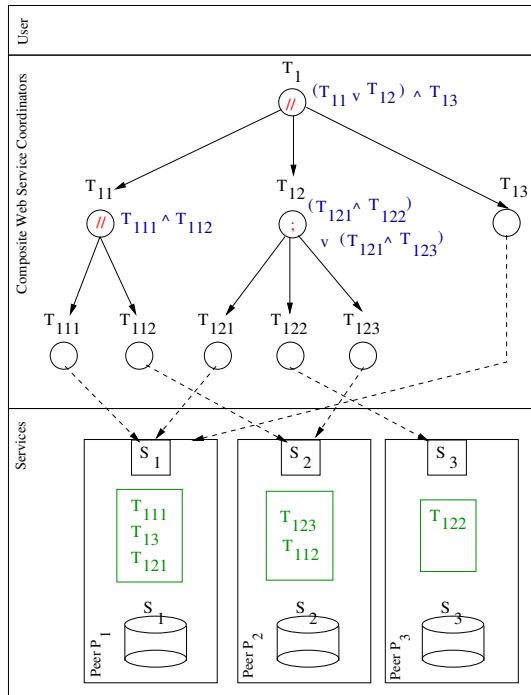 User
Composite Web Service Coordinators
T1
// (T11 v T12) ^ T13
T11
T12
T13
// T111 ^ T112
; (T121 ^ T122)
v (T121 ^ T123)
T111 T112 T121 T122 T123
Services
S1 S2 S3
T111
T13
T121
T123
T112
T122
S1 S2 S3
Peer P1
Peer P2
Peer P3